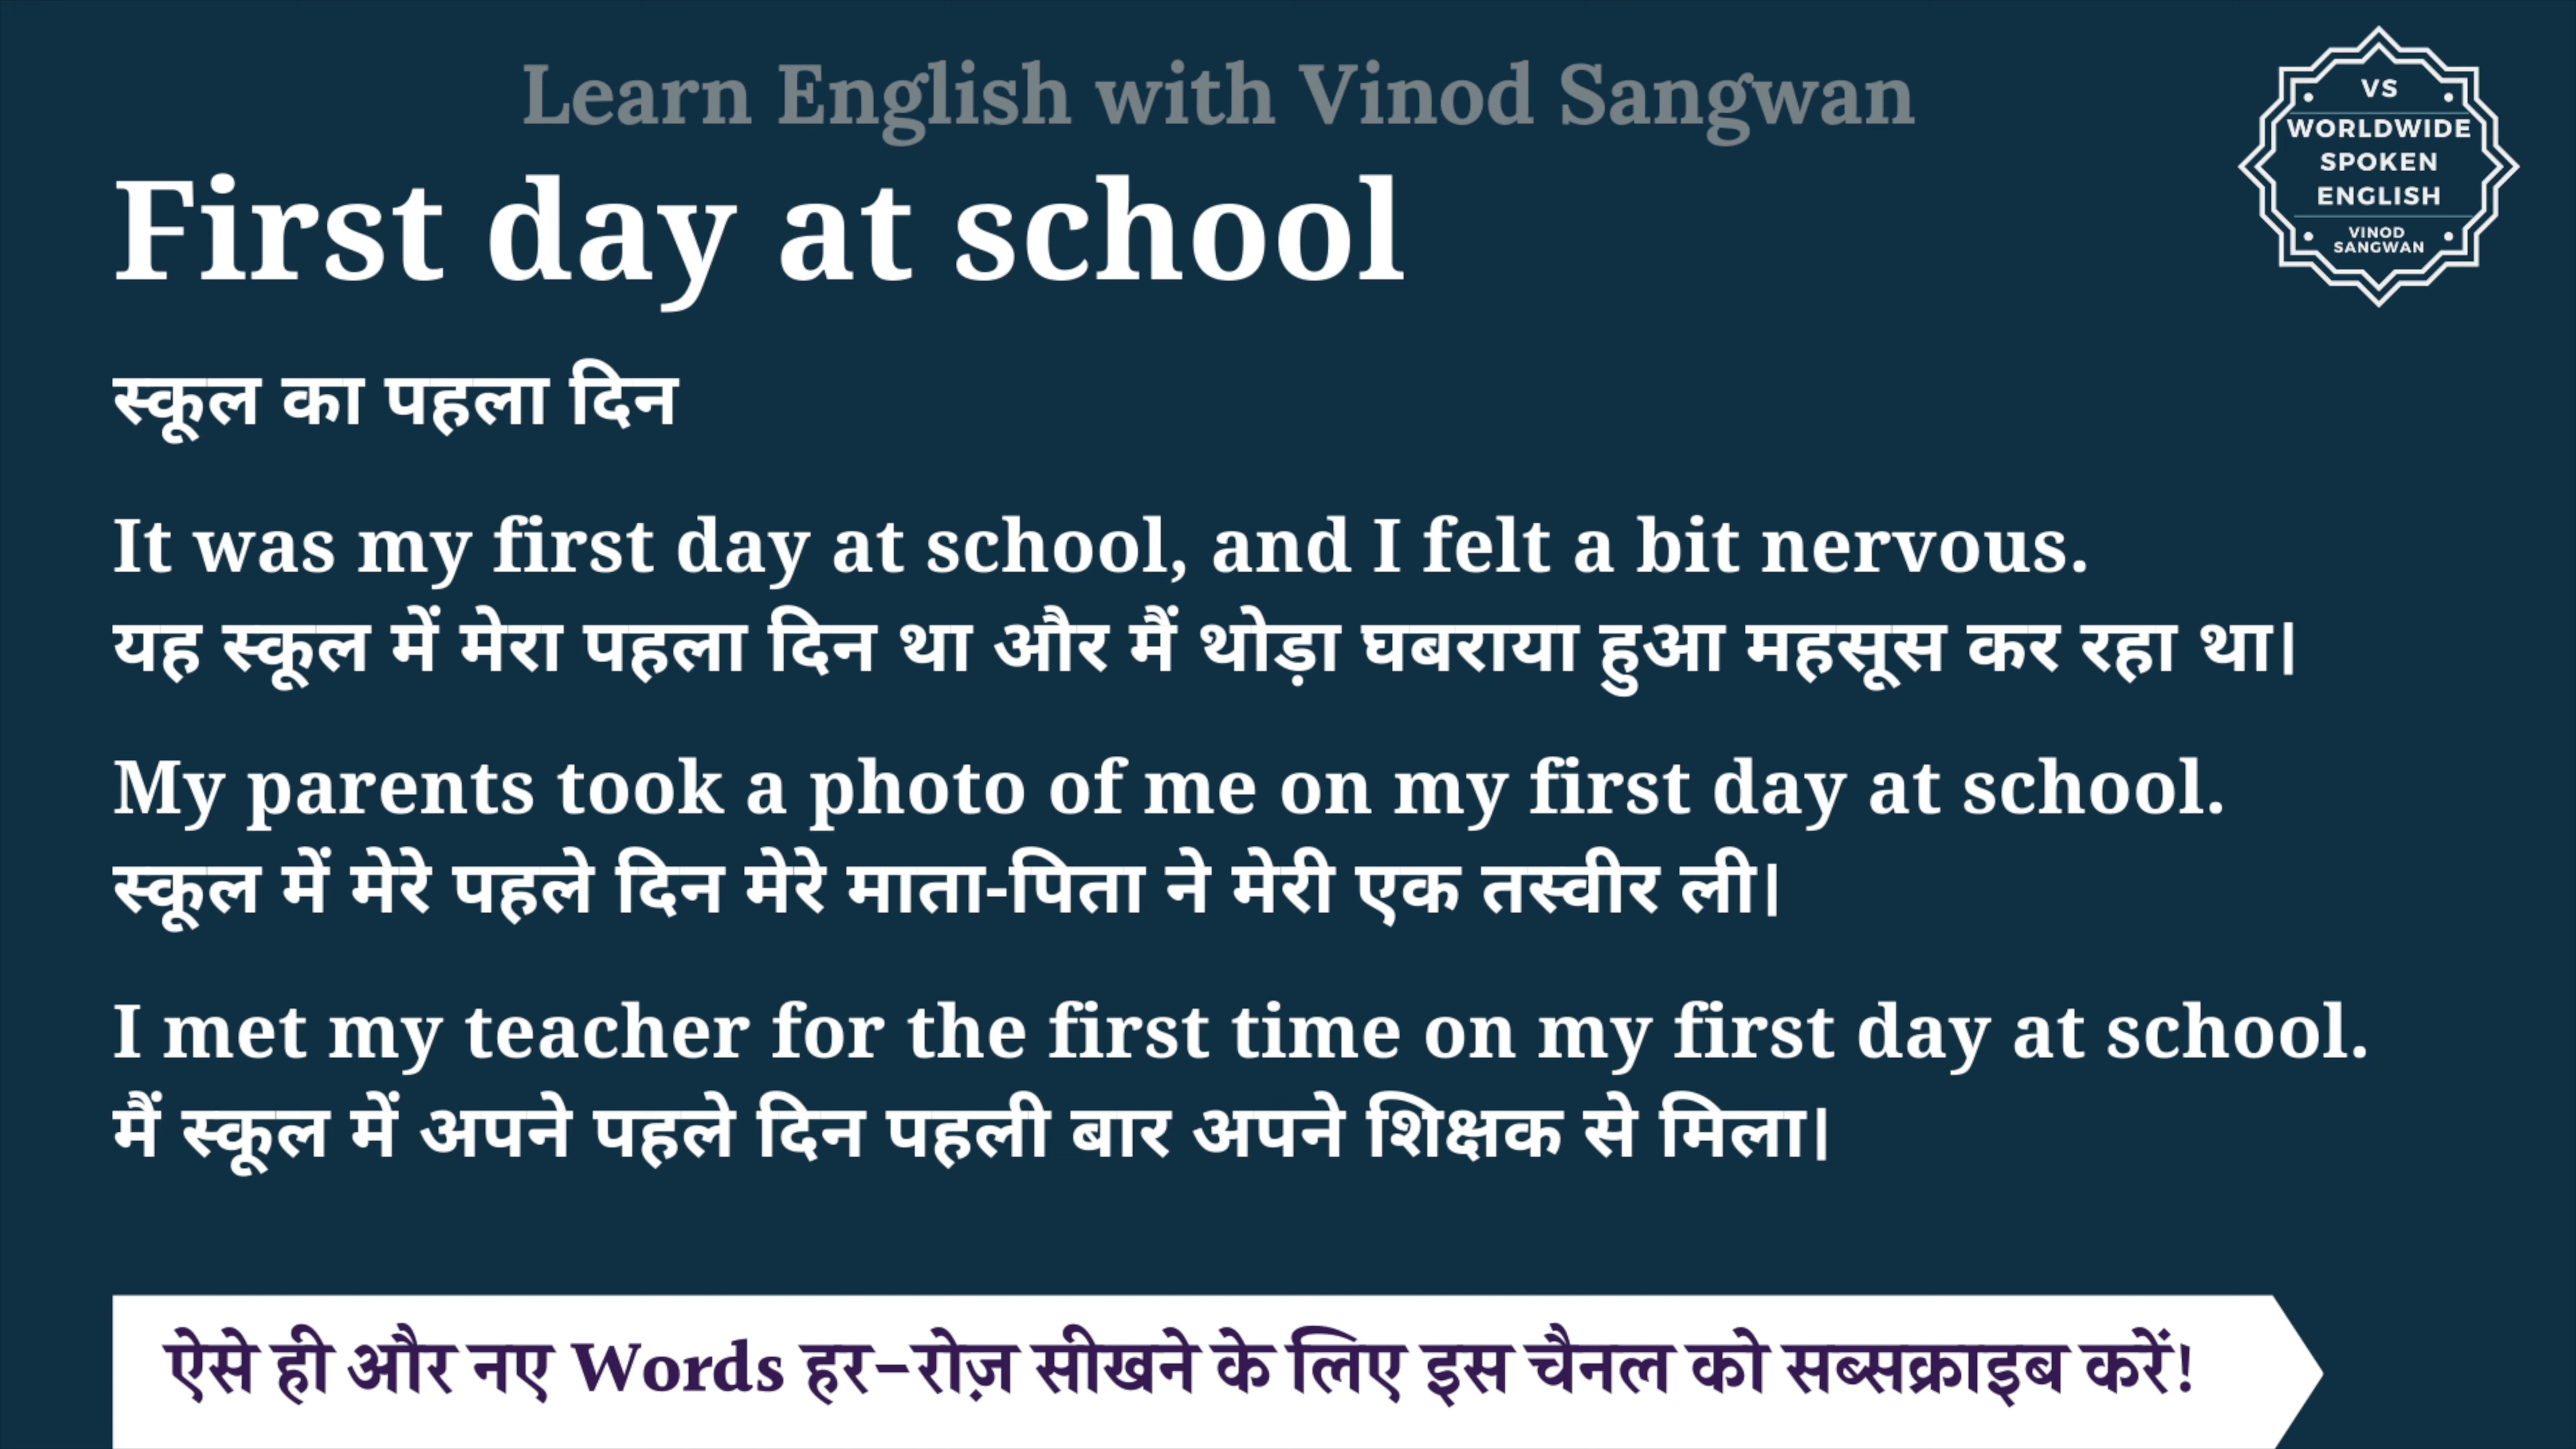 Learn English with Vinod Sangwan
VS
WORLDWIDE
SPOKEN
ENGLISH
VINOD
SANGWAN
First day at school
स्कूल का पहला दिन
It was my first day at school, and I felt a bit nervous.
यह स्कूल में मेरा पहला दिन था और मैं थोड़ा घबराया हुआ महसूस कर रहा था।
My parents took a photo of me on my first day at school.
स्कूल में मेरे पहले दिन मेरे माता-पिता ने मेरी एक तस्वीर ली।
I met my teacher for the first time on my first day at school.
मैं स्कूल में अपने पहले दिन पहली बार अपने शिक्षक से मिला।
ऐसे ही और नए Words हर-रोज़ सीखने के लिए इस चैनल को सब्सक्राइब करें!